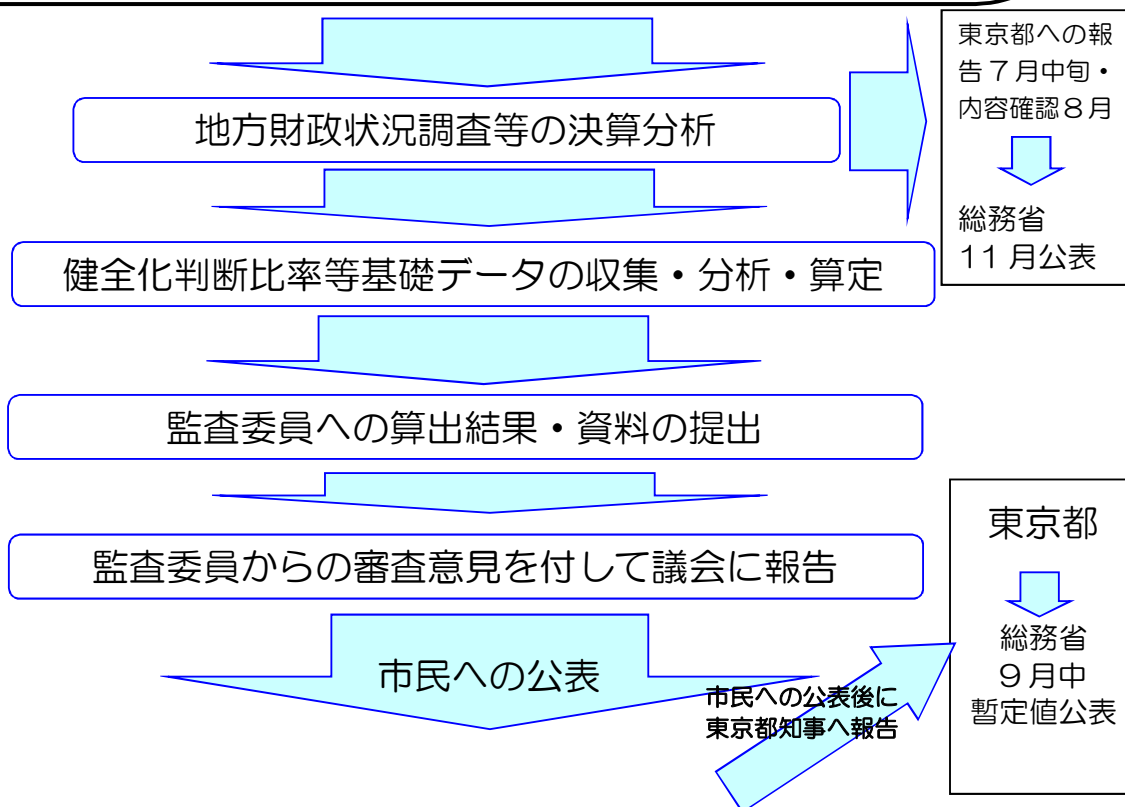 地方財政状況調査等の決算分析
東京都への報
告７月中旬・
内容確認８月
総務省
11 月公表
健全化判断比率等基礎データの収集・分析・算定
監査委員への算出結果・資料の提出
監査委員からの審査意見を付して議会に報告
市民への公表
市民への公表後に
東京都知事へ報告
東京都
総務省
９月中
暫定値公表